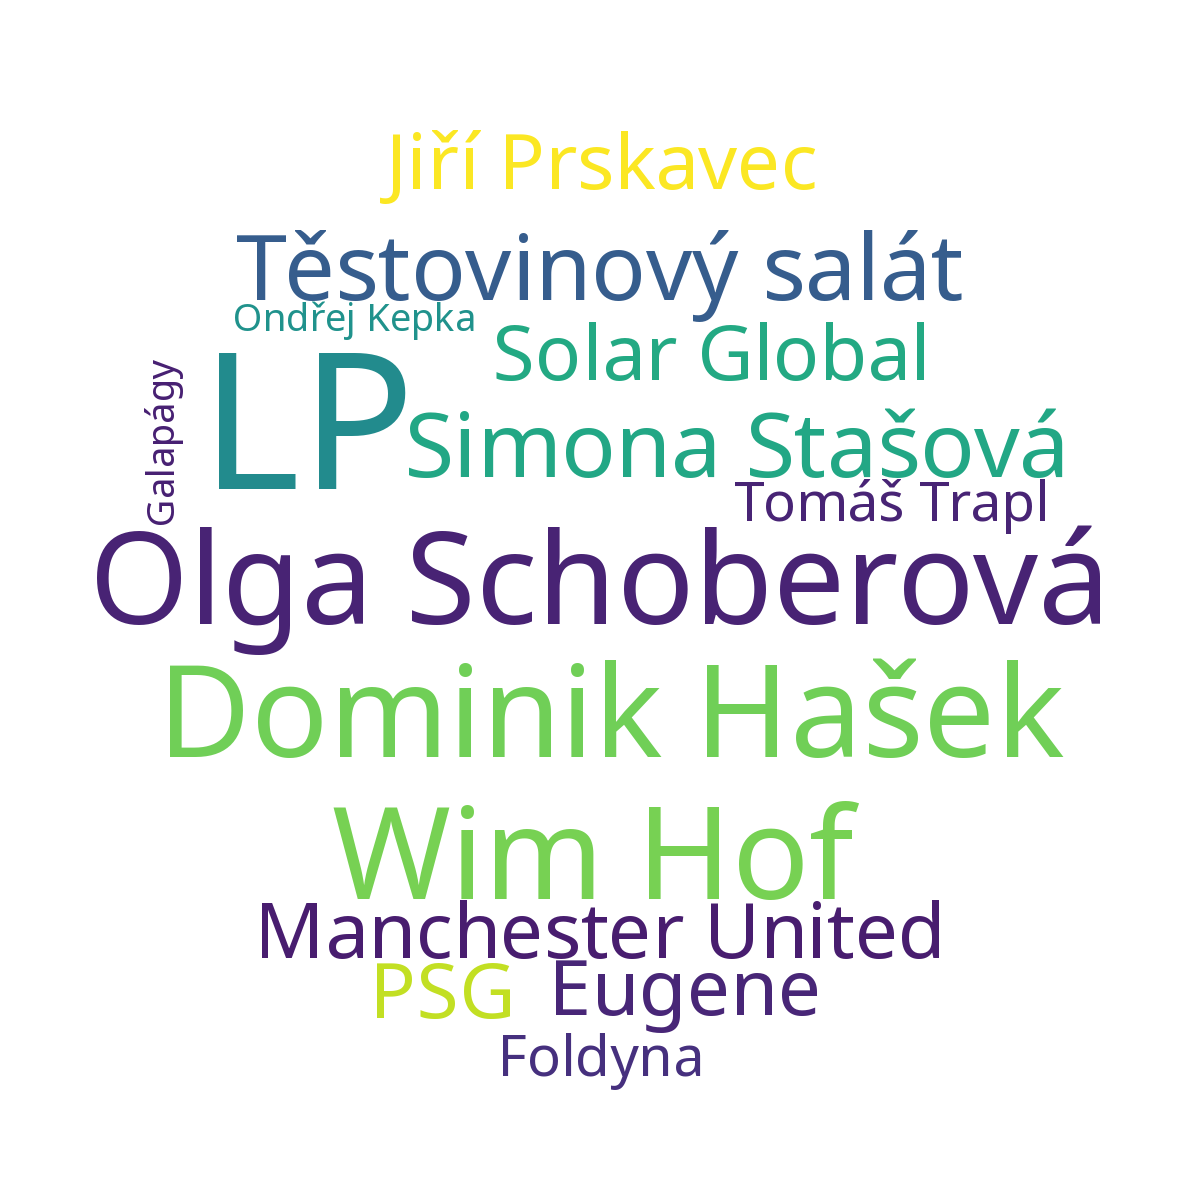 Jiří Prskavec
Těstovinový salát
Ondřej Kepka
Solar Global
Galapágy
LP
Simona Stašová
Tomáš Trapl
Olga Schoberová
Dominik Hašek
Wim Hof
Manchester United
PSG
Eugene
Foldyna